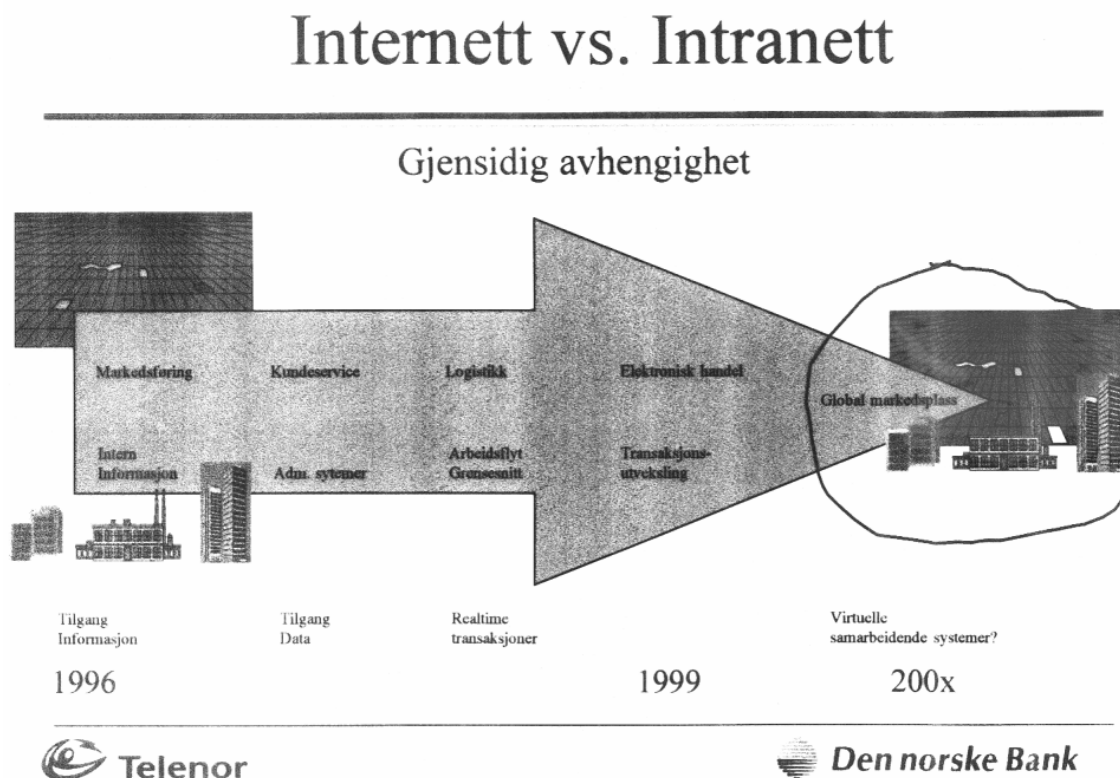 Internett vs. Intranett
Gjensidig avhengighet
Markedsføring
Kundeservice
Logistikk
Elektronisk handel
Global markedsplass
Intern
Informasjon
Adm. sytemer
Arbeidsflyt
Grensesnitt
Transaksjons-
utveksling
Tilgang
Informasjon
Tilgang
Data
Realtime
transaksjoner
Virtuelle
samarbeidende systemer?
1996
1999
200x
Telenor
Den norske Bank